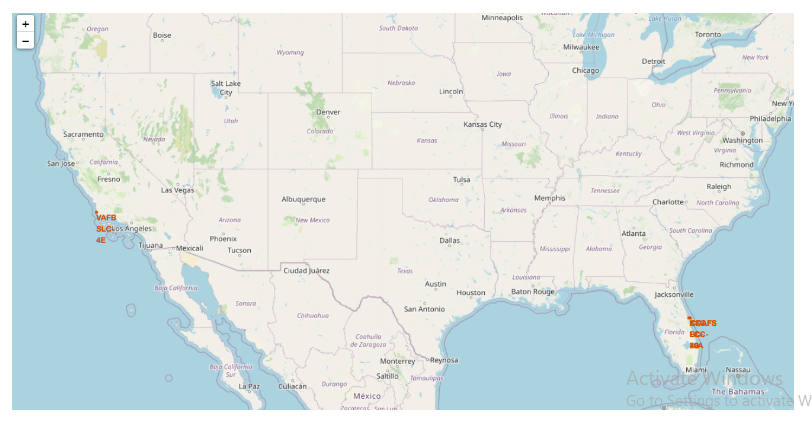 +
−
Oregon
Boise
Wyoming
South Dakota
Minneapolis
Lake Michigan
Lake Huron
Milwaukee
Toronto
Detroit
New York
Chicago
Iowa
Salt Lake
City
Nebraska
Lincoln
Pennsylvania
New Y
Utah
Denver
Colorado
Illinois
Indiana
Ohio
Philadelphia
Sacramento
Nevada
Kansas City
Kansas
Missouri
West Virginia
Washington
San Jose
California
Kentucky
Virginia
Richmond
Fresno
Las Vegas
Tulsa
Raleigh
Albuquerque
Oklahoma
Memphis
Tennessee
Charlotte
North Carolina
VAFB
SLC-
4E
Los Angeles
Arizona
New Mexico
Arkansas
Phoenix
Tucson
Tijuana
Mexicali
Dallas
Mississippi
Alabama
Atlanta
Georgia
South Carolina
Ciudad Juárez
Texas
Louisiana
Baja California
Austin
Houston
Baton Rouge
Jacksonville
Sonora
Chihuahua
San Antonio
Florida
Coahuila
de Zaragoza
Monterrey
Reynosa
Baja California
Sur
Saltillo
Tamaulipas
Miami
Nassau
La Paz
Culiacán
Durango
México
The Bahamas
Zacatecas
San Luis
Activate Windows
Go to Settings to activate W